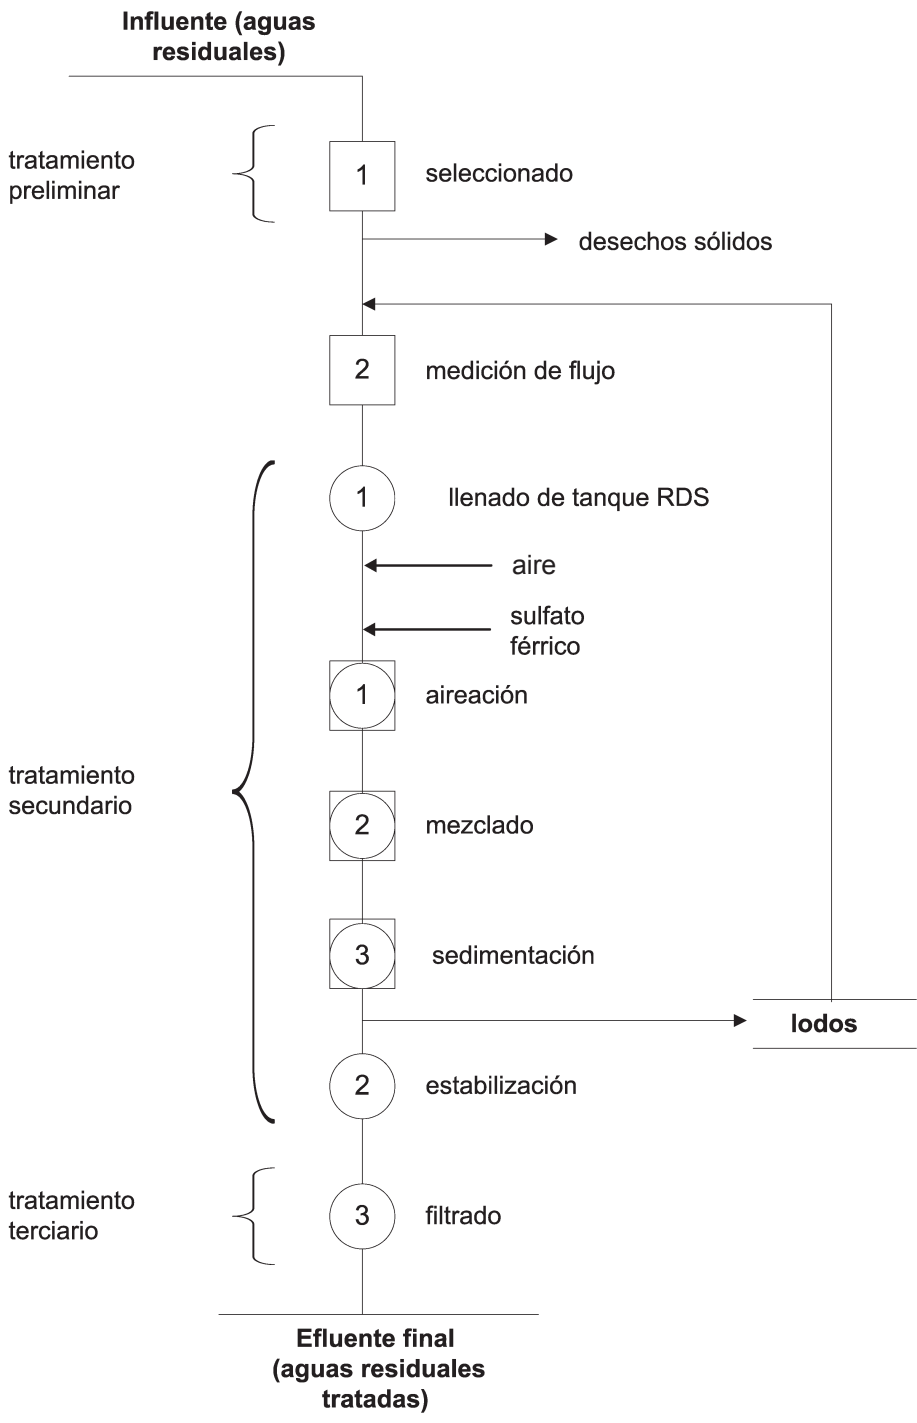 Influente (aguas
residuales)
tratamiento
preliminar
1
seleccionado
desechos sólidos
2
medición de flujo
1
llenado de tanque RDS
aire
sulfato
férrico
1
aireación
tratamiento
secundario
2
mezclado
3
sedimentación
lodos
2
estabilización
tratamiento
terciario
3
filtrado
Efluente final
(aguas residuales
tratadas)